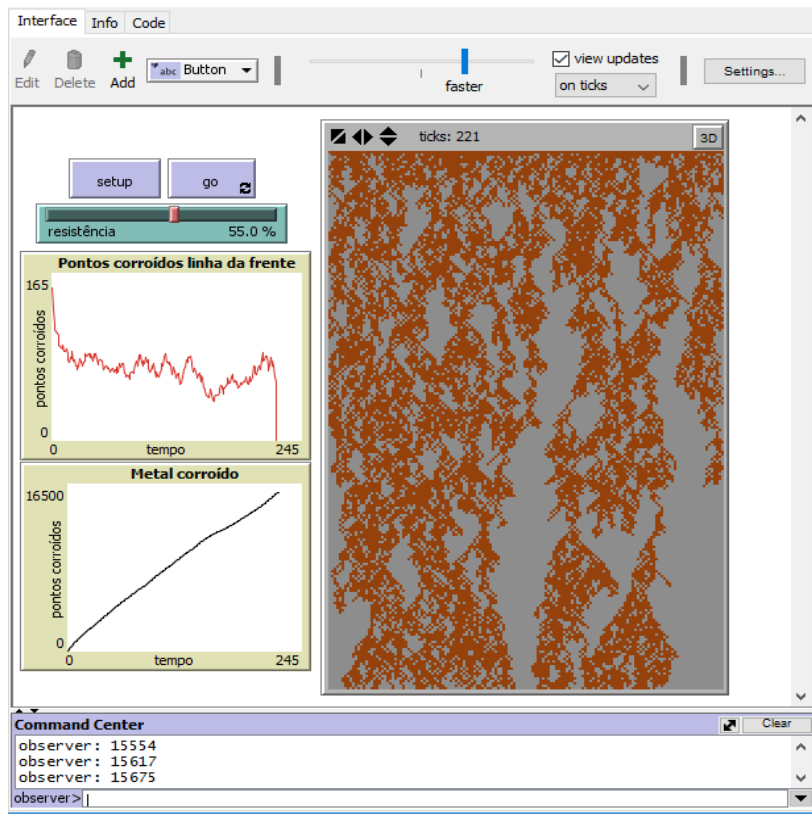 Interface Info Code
Edit Delete Add abc Button faster view updates on ticks Settings...
ticks: 221 3D
setup go
resistência 55.0 %
Pontos corroídos linha da frente
165
pontos corroídos
0
0 tempo 245
Metal corroído
16500
pontos corroídos
0
0 tempo 245
Command Center Clear
observer: 15554
observer: 15617
observer: 15675
observer>